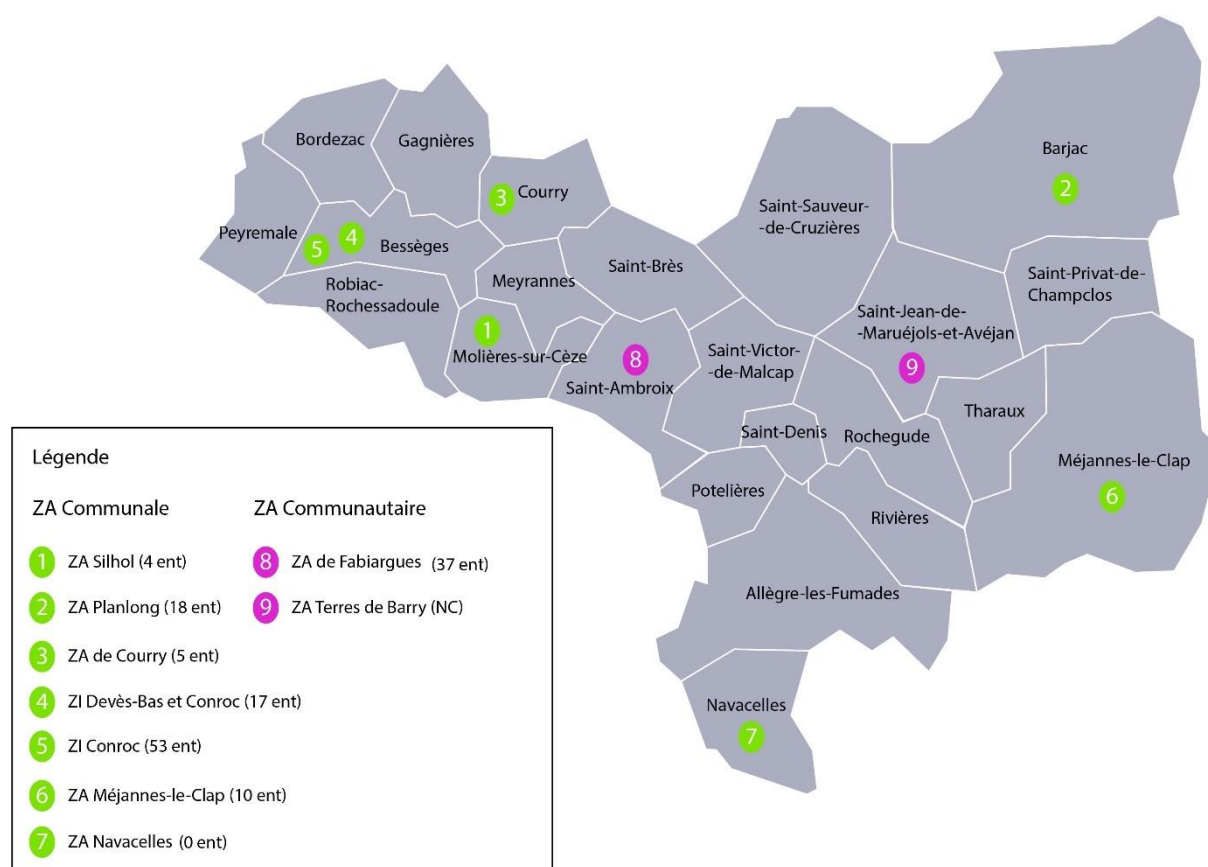 Bordezac
Gagnières
Barjac
2
3
Courry
Saint-Sauveur-
-de-Cruzières
Peyremale
5
4
Bessèges
Saint-Brès
Saint-Privat-de-
Champclos
Robiac-
Rochessadoule
Meyrannes
Saint-Jean-de-
-Maruéjols-et-Avéjan
1
Molières-sur-Cèze
8
Saint-Ambroix
Saint-Victor
-de-Malcap
9
Tharaux
Saint-Denis
Rochegude
Méjannes-le-Clap
6
Potelières
Rivières
Allègre-les-Fumades
Navacelles
7
Légende
ZA Communale
1 ZA Silhol (4 ent)
2 ZA Planlong (18 ent)
3 ZA de Courry (5 ent)
4 ZI Devès-Bas et Conroc (17 ent)
5 ZI Conroc (53 ent)
6 ZA Méjannes-le-Clap (10 ent)
7 ZA Navacelles (0 ent)
ZA Communautaire
8 ZA de Fabiargues (37 ent)
9 ZA Terres de Barry (NC)